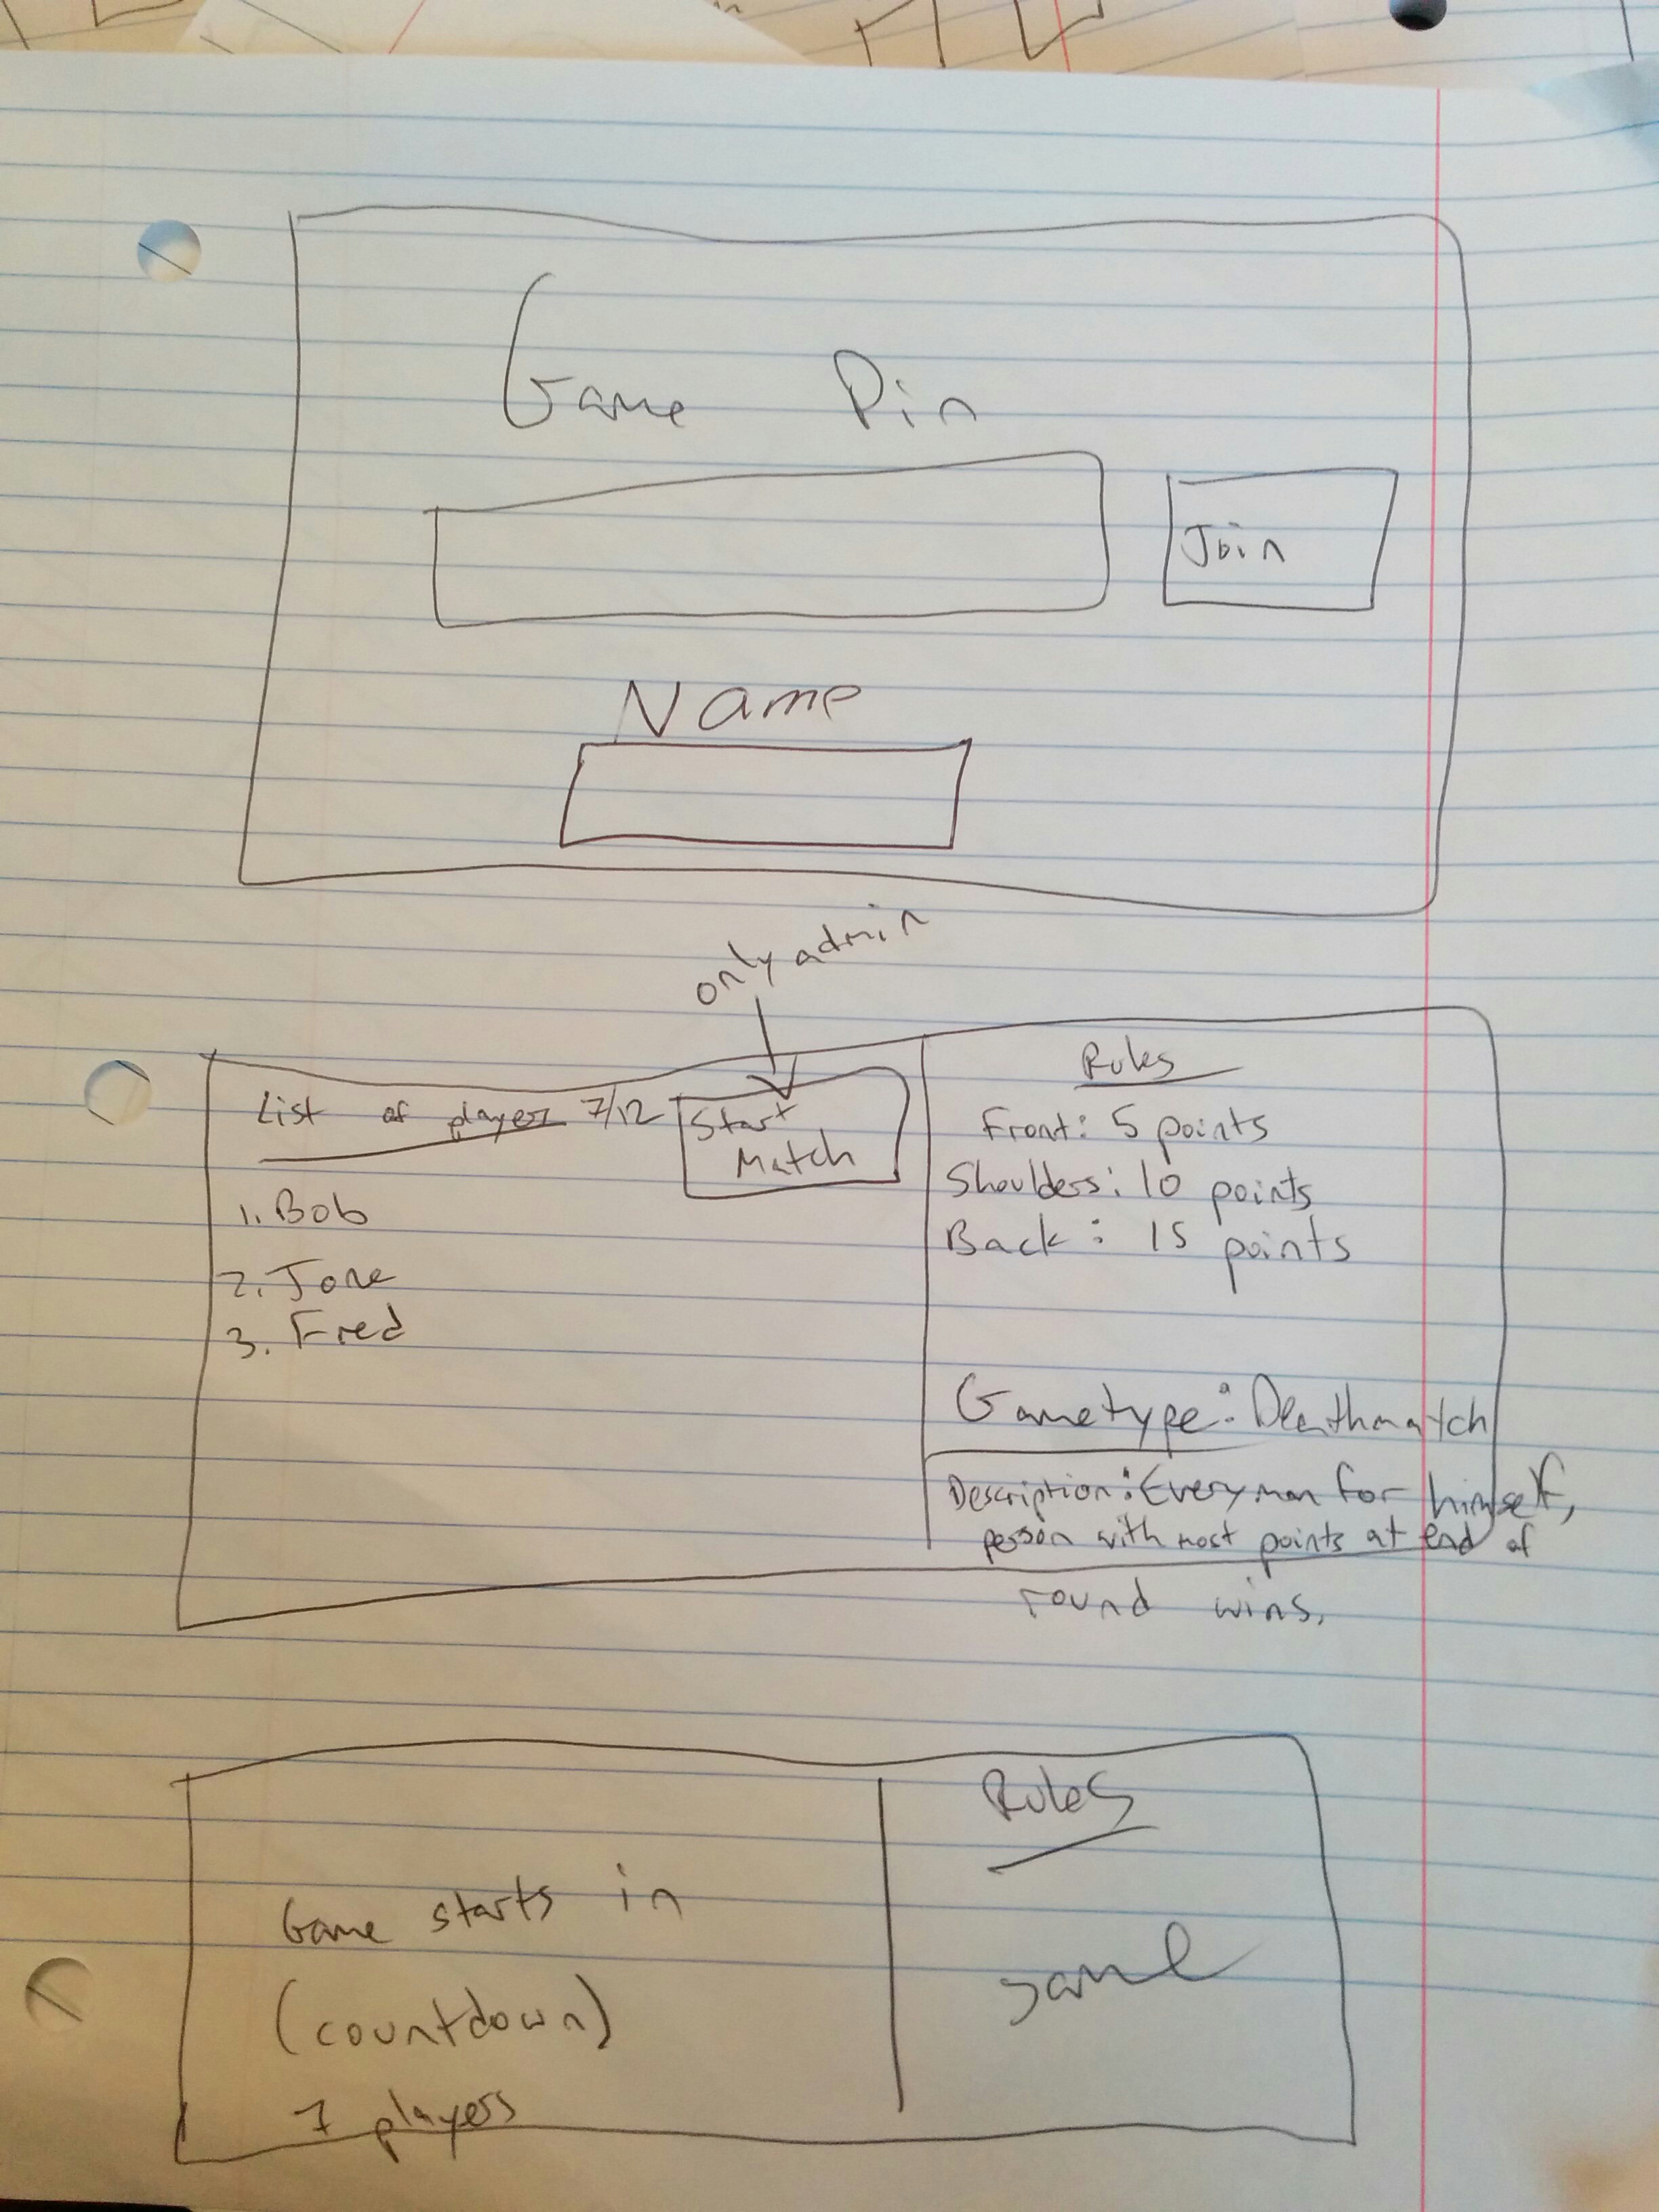 Game Pin
Join
Name
only admin
List of players 7/12
Start
Match
1. Bob
2. Jone
3. Fred
Rules
Front: 5 points
Shoulders: 10 points
Back: 15 points
Gametype: Deathmatch
Description: Every man for himself,
person with most points at end of
round wins.
Game starts in
(countdown)
7 players
Rules
same